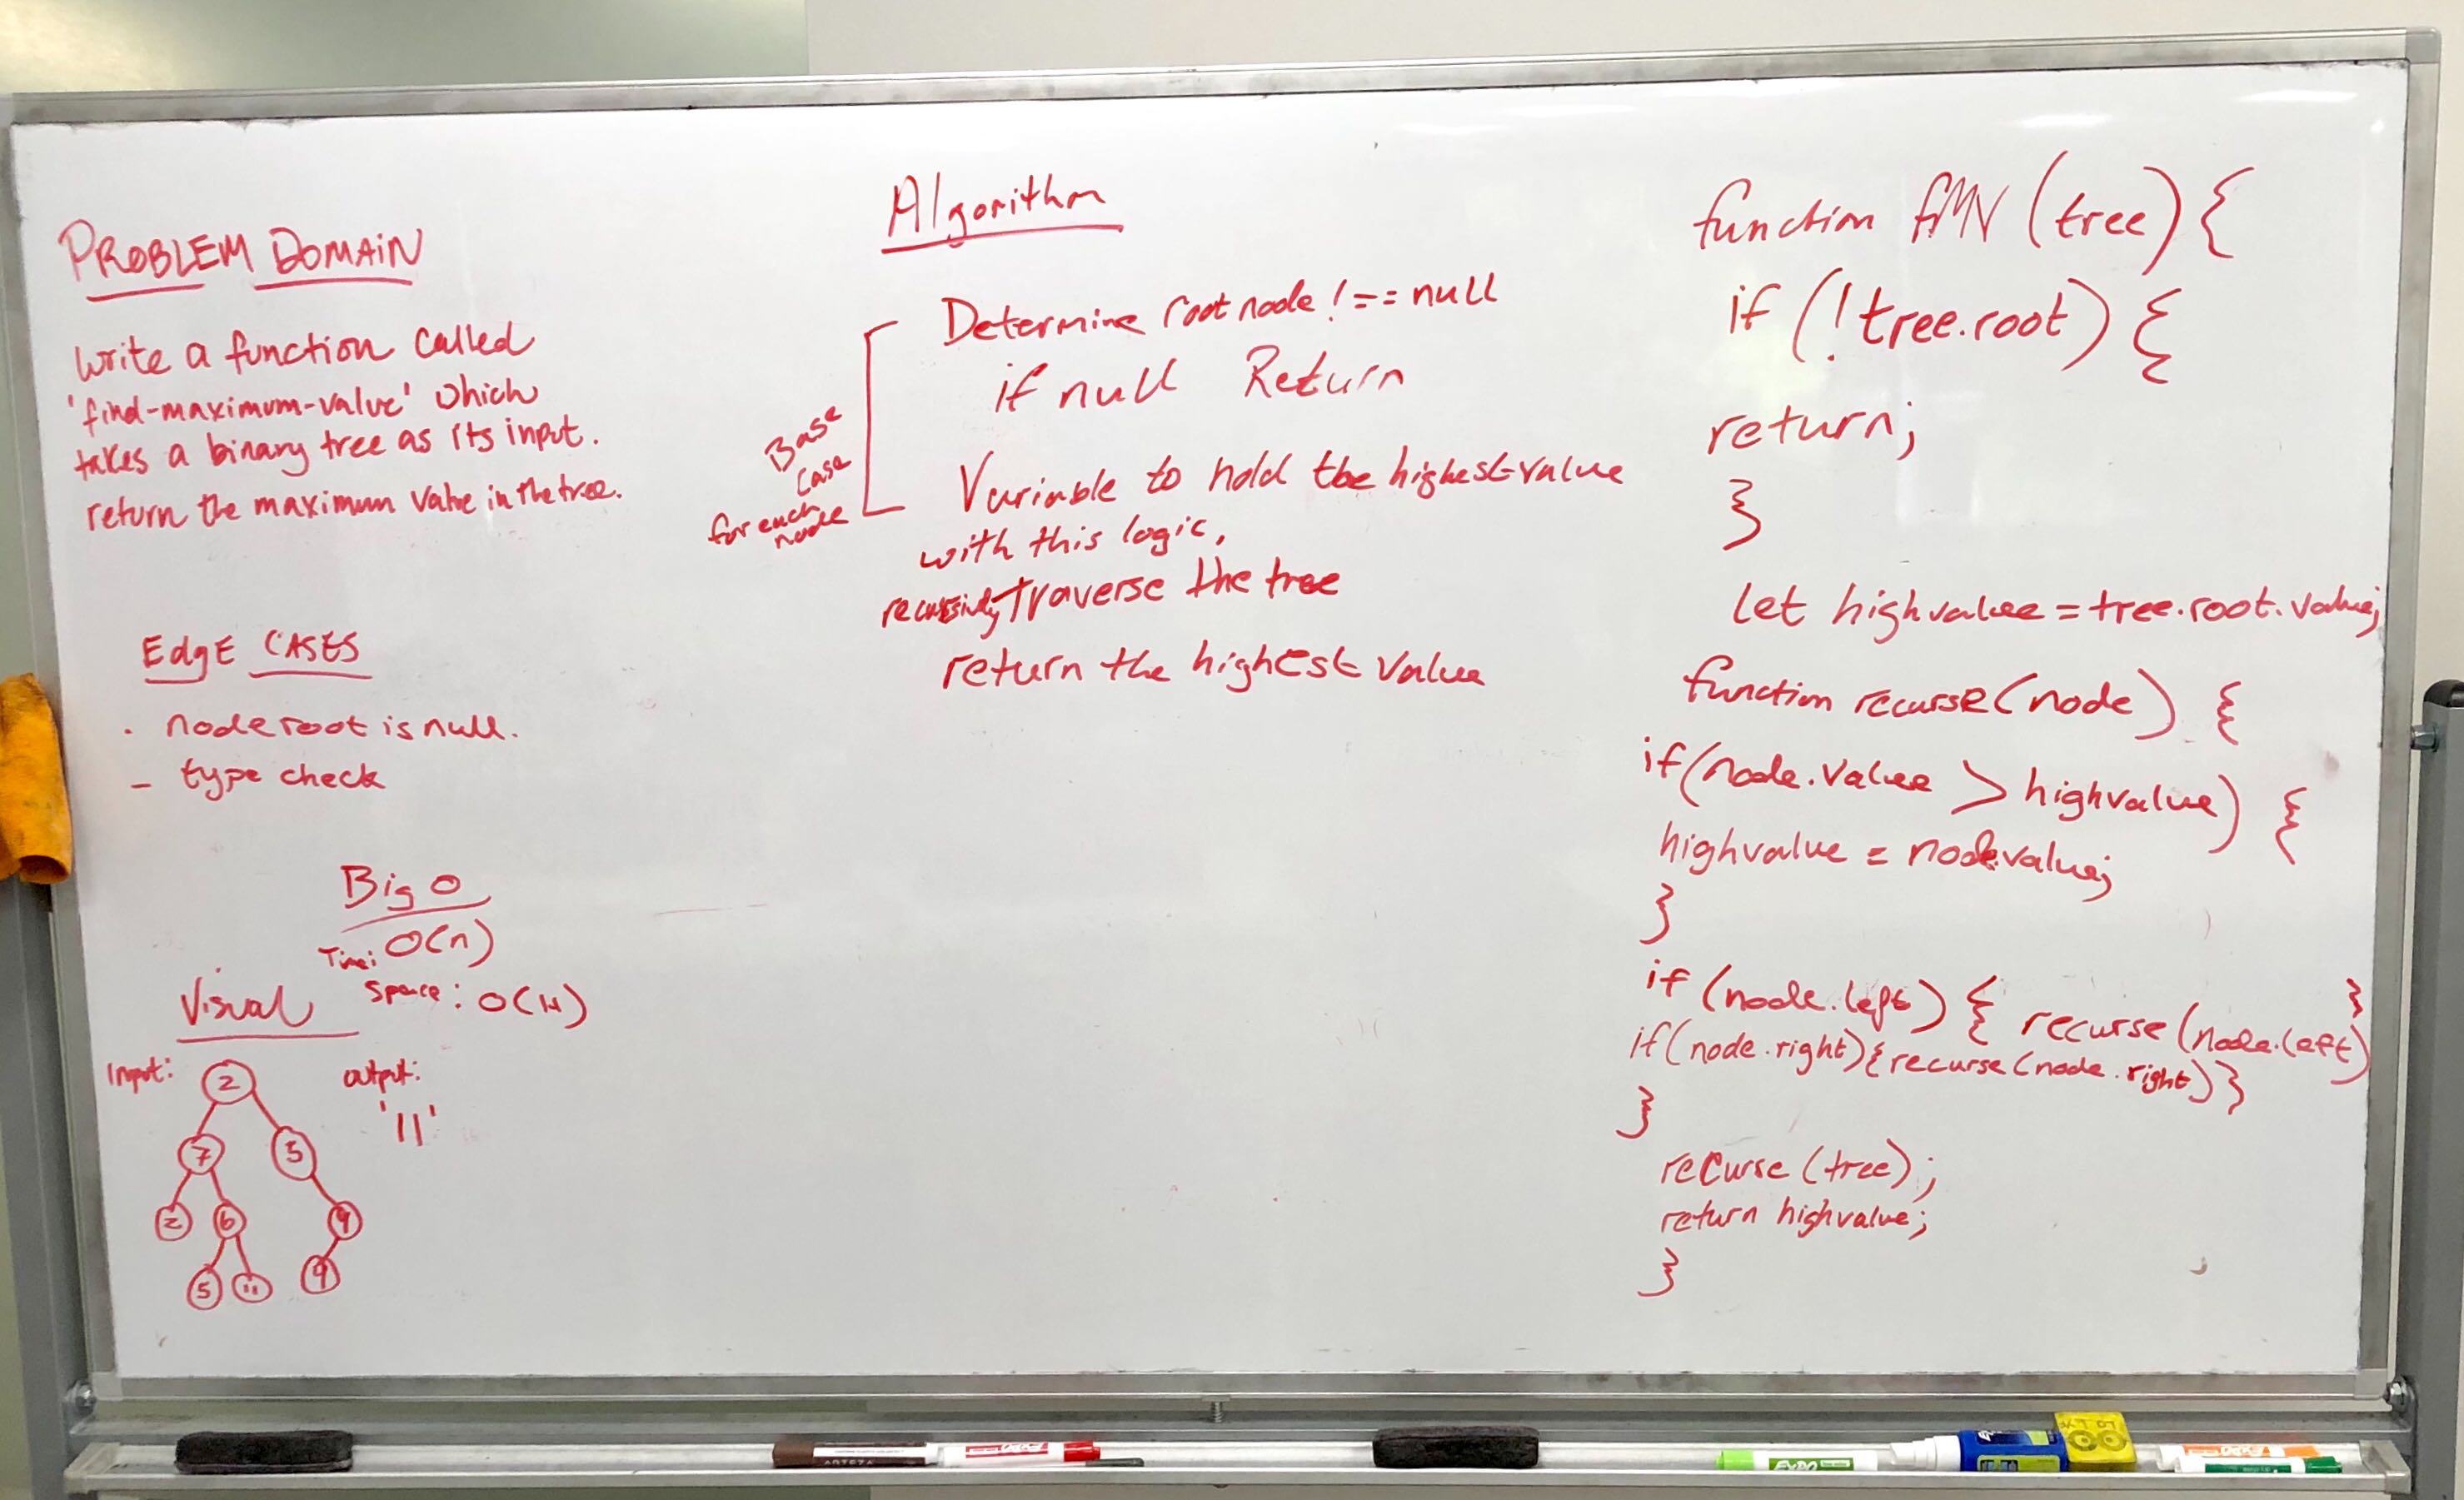 PROBLEM DOMAIN
write a function called
'find-maximum-value' which
takes a binary tree as its input.
return the maximum value in the tree.
EdgE CASES
. node root is null.
- type check
Big O
Time: O(n)
Space: O(H)
Visual
Input:
2
7 5
2 6 9
5 11 9
output:
'11'
Algorithm
Determine root node !== null
if null Return
Base
case
for each
node
Variable to hold the highest value
with this logic,
recursively Traverse the tree
return the highest value
function fMV (tree) {
if (!tree.root) {
return;
}
let highvalue = tree.root.value;
function recurse(node) {
if(node.value > highvalue) {
highvalue = node.value;
}
if (node.left) { recurse(node.left) }
if(node.right){recurse(node.right)}
}
recurse (tree);
return highvalue;
}
EXPO
ARTEZA